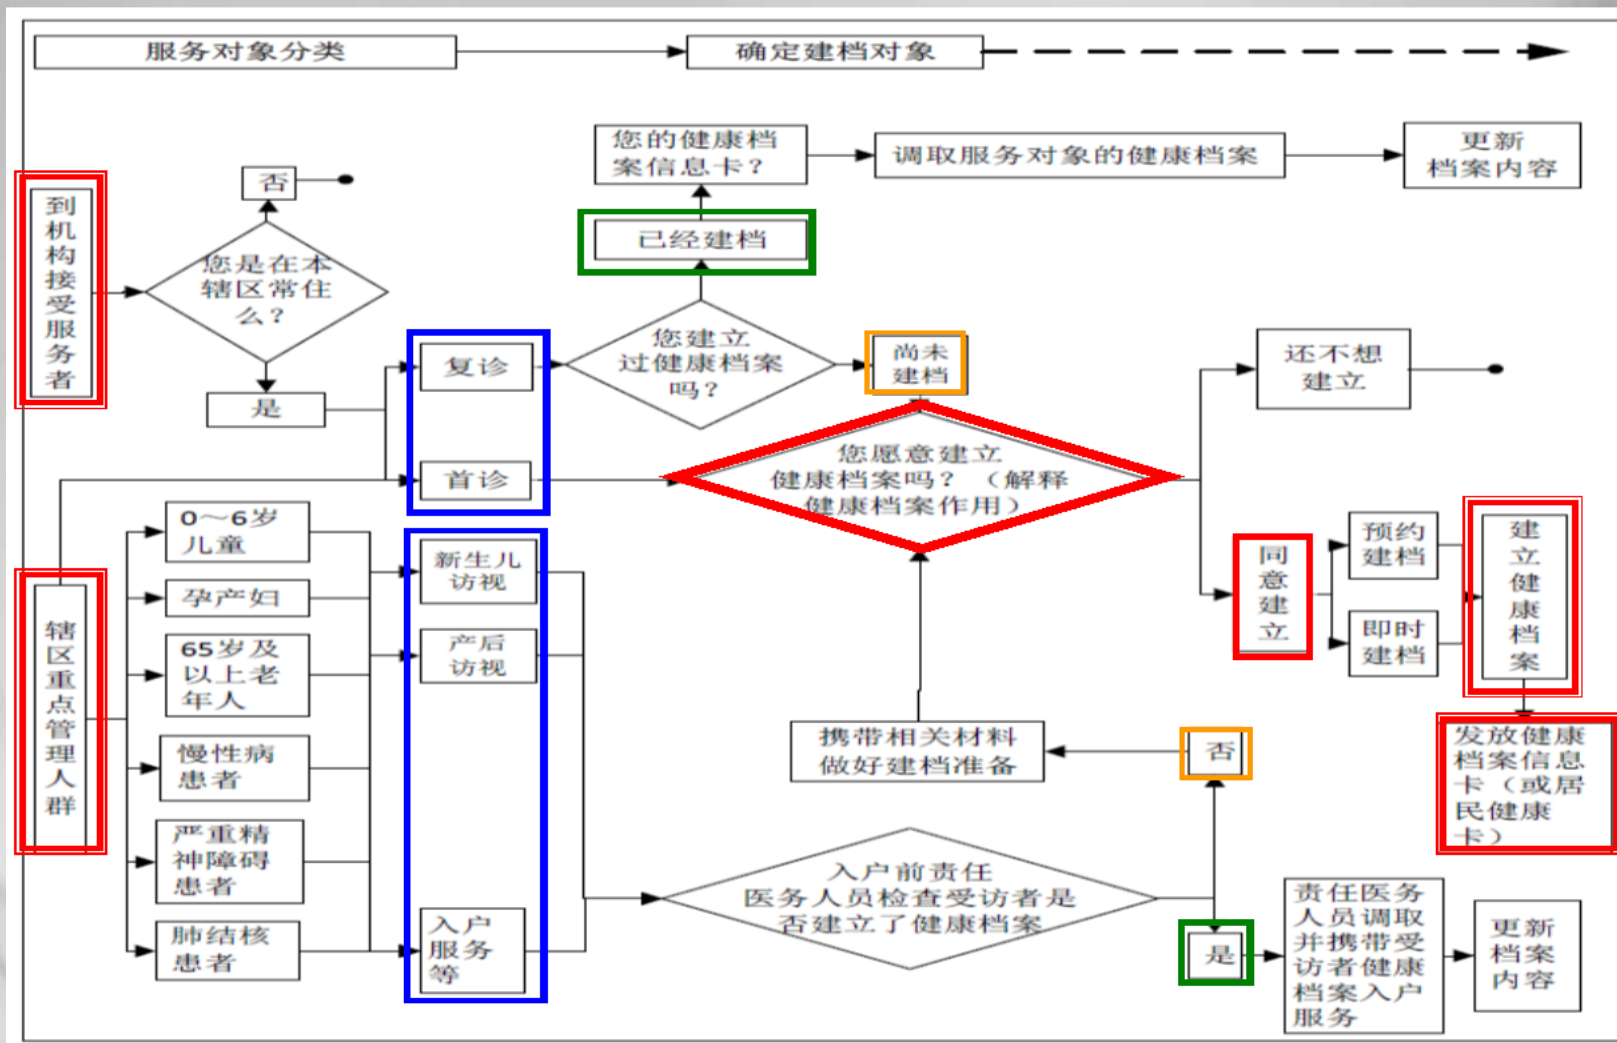 服务对象分类
确定建档对象
您的健康档
案信息卡？
调取服务对象的健康档案
更新
档案内容
否
到机构接受服务者
已经建档
您是在本
辖区常住
么？
您建立
过健康档案
吗？
尚未
建档
还不想
建立
复诊
是
首诊
您愿意建立
健康档案吗？（解释
健康档案作用）
0～6岁
儿童
新生儿
访视
同意建立
预约
建档
建立健康档案
孕产妇
辖区重点管理人群
65岁及
以上老
年人
产后
访视
即时
建档
慢性病
患者
携带相关材料
做好建档准备
否
发放健康
档案信息
卡（或居
民健康
卡）
严重精
神障碍
患者
入户前责任
医务人员检查受访者是
否建立了健康档案
肺结核
患者
入户
服务
等
是
责任医务
人员调取
并携带受
访者健康
档案入户
服务
更新
档案
内容